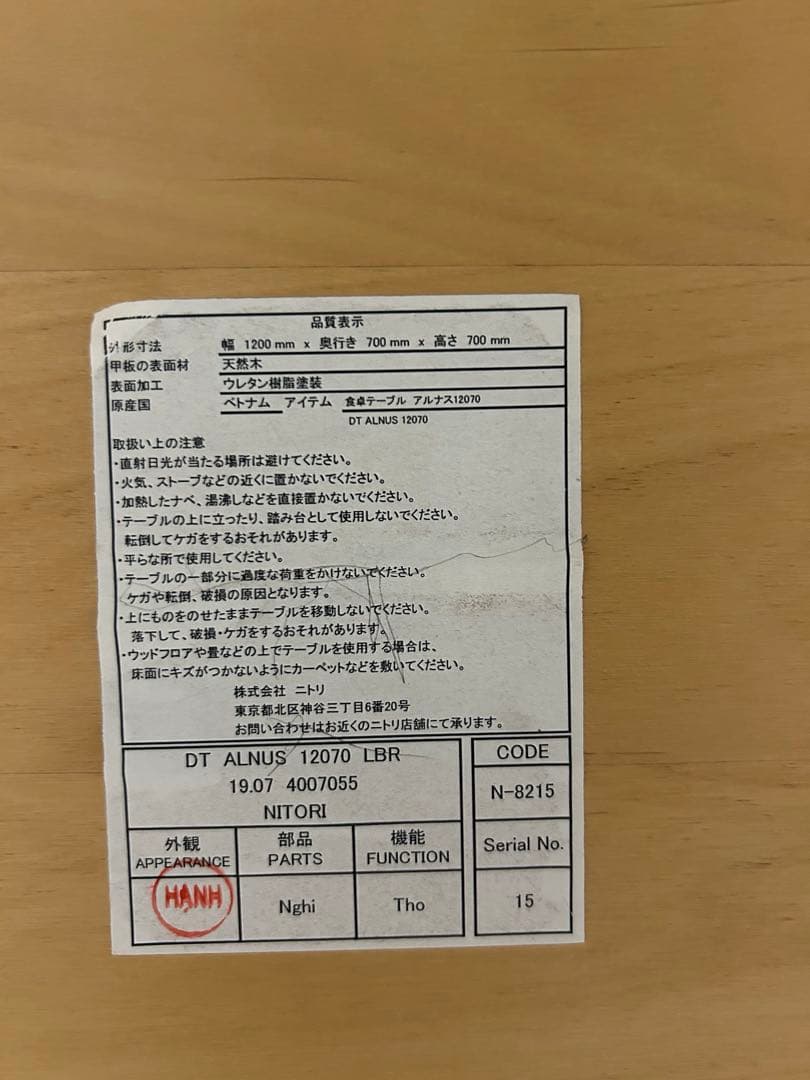 品質表示
外形寸法 幅 1200 mm x 奥行き 700 mm x 高さ 700 mm
甲板の表面材 天然木
表面加工 ウレタン樹脂塗装
原産国 ベトナム アイテム 食卓テーブル アルナス12070
DT ALNUS 12070
取扱い上の注意
・直射日光が当たる場所は避けてください。
・火気、ストーブなどの近くに置かないでください。
・加熱したナベ、湯沸しなどを直接置かないでください。
・テーブルの上に立ったり、踏み台として使用しないでください。
転倒してケガをするおそれがあります。
・平らな所で使用してください。
・テーブルの一部分に過度な荷重をかけないでください。
ケガや転倒、破損の原因となります。
・上にものをのせたままテーブルを移動しないでください。
落下して、破損・ケガをするおそれがあります。
・ウッドフロアや畳などの上でテーブルを使用する場合は、
床面にキズがつかないようにカーペットなどを敷いてください。
株式会社 ニトリ
東京都北区神谷三丁目6番20号
お問い合わせはお近くのニトリ店舗にて承ります。
DT ALNUS 12070 LBR
19.07 4007055
NITORI
CODE
N-8215
Serial No.
15
外観 部品 機能
APPEARANCE PARTS FUNCTION
HẠNH Nghi Tho